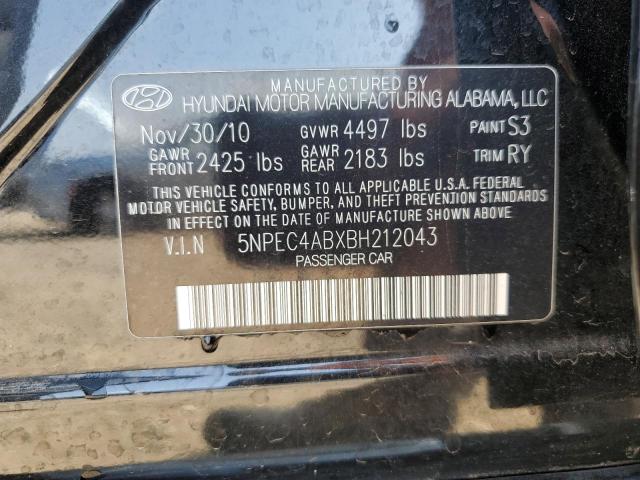 MANUFACTURED BY
HYUNDAI MOTOR MANUFACTURING ALABAMA, LLC
Nov/30/10 GVWR 4497 lbs PAINT S3
GAWR FRONT 2425 lbs GAWR REAR 2183 lbs TRIM RY
THIS VEHICLE CONFORMS TO ALL APPLICABLE U.S.A. FEDERAL
MOTOR VEHICLE SAFETY, BUMPER, AND THEFT PREVENTION STANDARDS
IN EFFECT ON THE DATE OF MANUFACTURE SHOWN ABOVE.
V.I.N 5NPEC4ABXBH212043
PASSENGER CAR